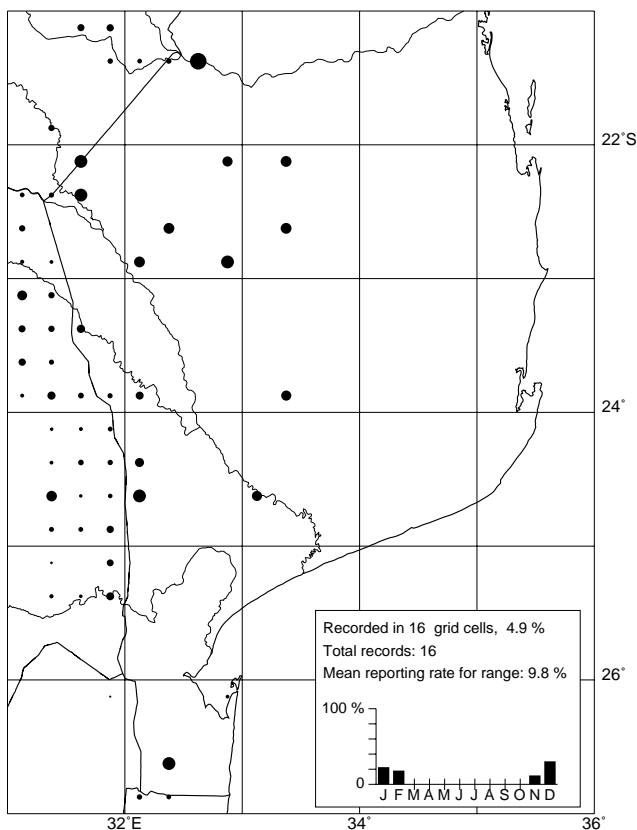 22°S
24°
Recorded in 16 grid cells, 4.9 %
Total records: 16
Mean reporting rate for range: 9.8 %
26°
100 %
0
J F M A M J J A S O N D
32°E 34° 36°